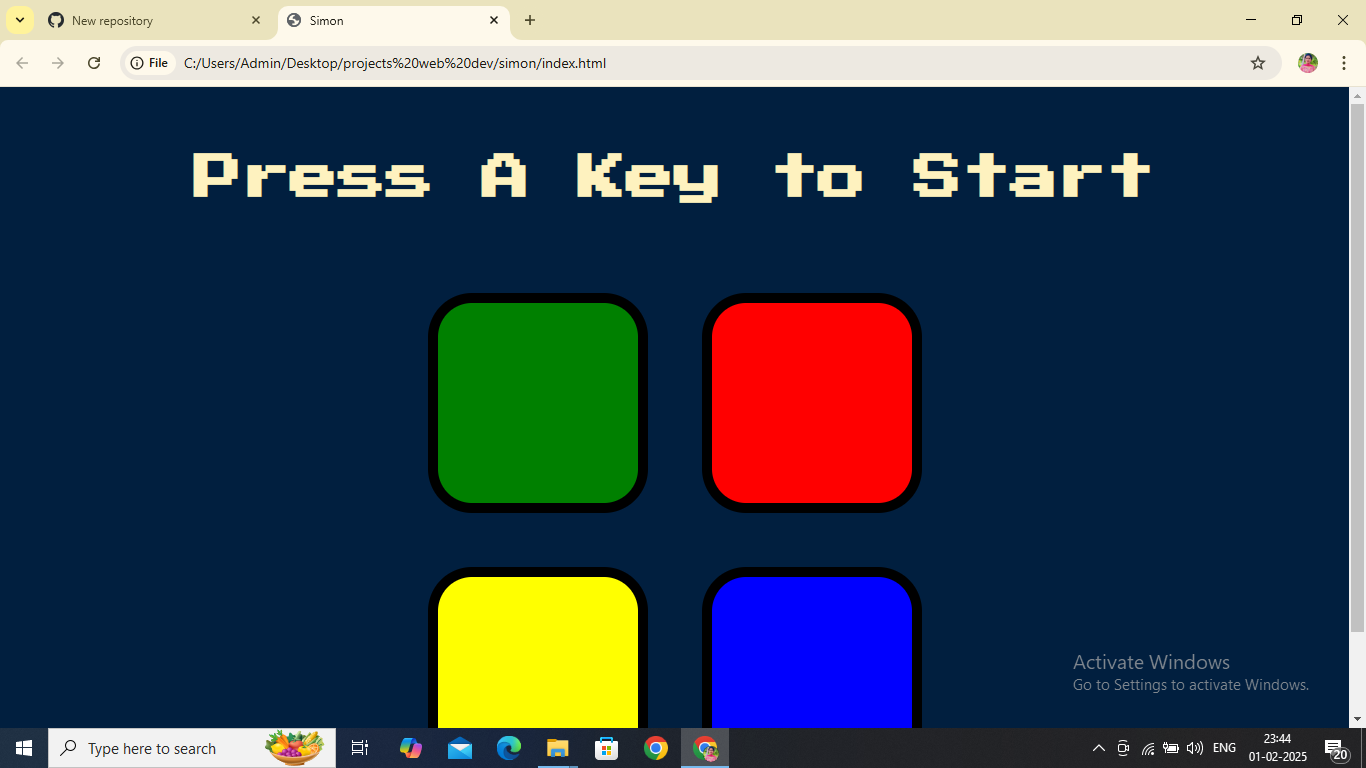 New repository
Simon
File
C:/Users/Admin/Desktop/projects%20web%20dev/simon/index.html
Press A Key to Start
Activate Windows
Go to Settings to activate Windows.
Type here to search
ENG
23:44
01-02-2025
20